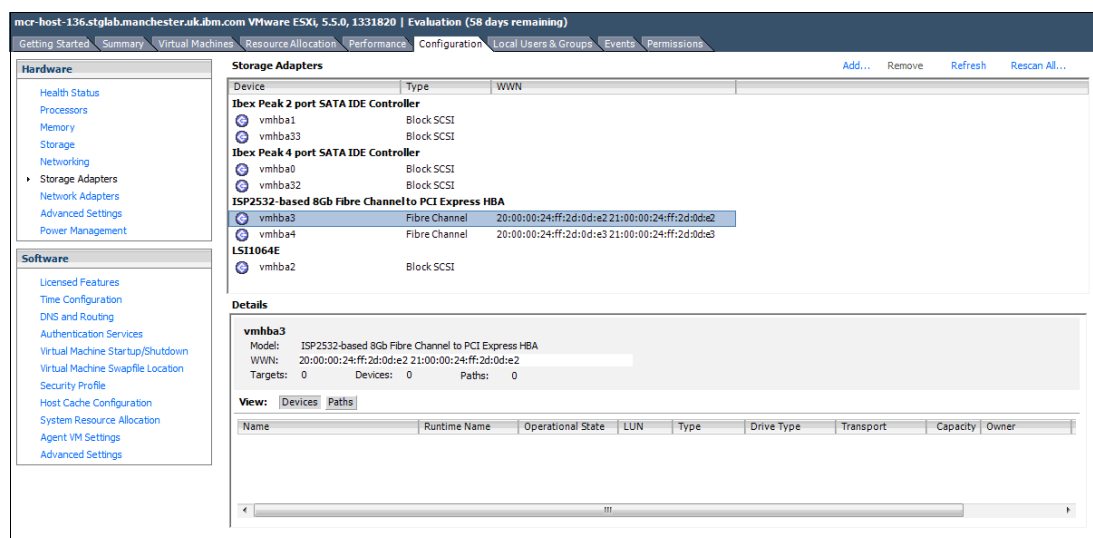 mcr-host-136.stglab.manchester.uk.ibm.com VMware ESXi, 5.5.0, 1331820 | Evaluation (58 days remaining)
Getting Started Summary Virtual Machines Resource Allocation Performance Configuration Local Users & Groups Events Permissions
Hardware
Health Status
Processors
Memory
Storage
Networking
Storage Adapters
Network Adapters
Advanced Settings
Power Management
Software
Licensed Features
Time Configuration
DNS and Routing
Authentication Services
Virtual Machine Startup/Shutdown
Virtual Machine Swapfile Location
Security Profile
Host Cache Configuration
System Resource Allocation
Agent VM Settings
Advanced Settings
Storage Adapters Add... Remove Refresh Rescan All...
Device Type WWN
Ibex Peak 2 port SATA IDE Controller
vmhba1 Block SCSI
vmhba33 Block SCSI
Ibex Peak 4 port SATA IDE Controller
vmhba0 Block SCSI
vmhba32 Block SCSI
ISP2532-based 8Gb Fibre Channel to PCI Express HBA
vmhba3 Fibre Channel 20:00:00:24:ff:2d:0d:e2 21:00:00:24:ff:2d:0d:e2
vmhba4 Fibre Channel 20:00:00:24:ff:2d:0d:e3 21:00:00:24:ff:2d:0d:e3
LSI1064E
vmhba2 Block SCSI
Details
vmhba3
Model: ISP2532-based 8Gb Fibre Channel to PCI Express HBA
WWN: 20:00:00:24:ff:2d:0d:e2 21:00:00:24:ff:2d:0d:e2
Targets: 0 Devices: 0 Paths: 0
View: Devices Paths
Name Runtime Name Operational State LUN Type Drive Type Transport Capacity Owner